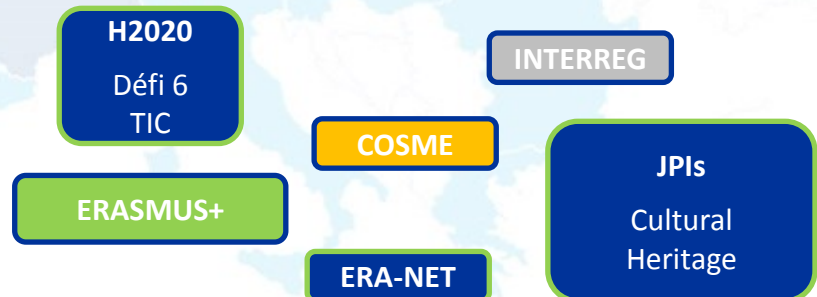 H2020
Défi 6
TIC
INTERREG
COSME
JPIs
Cultural
Heritage
ERASMUS+
ERA-NET